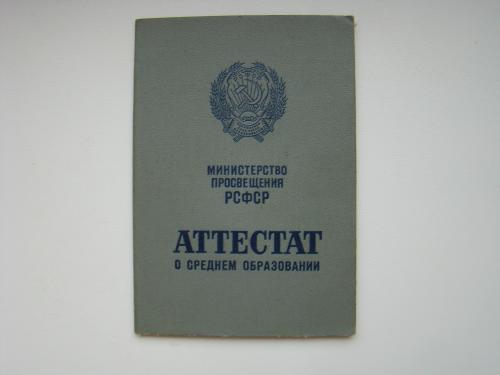 МИНИСТЕРСТВО
ПРОСВЕЩЕНИЯ
РСФСР
АТТЕСТАТ
О СРЕДНЕМ ОБРАЗОВАНИИ